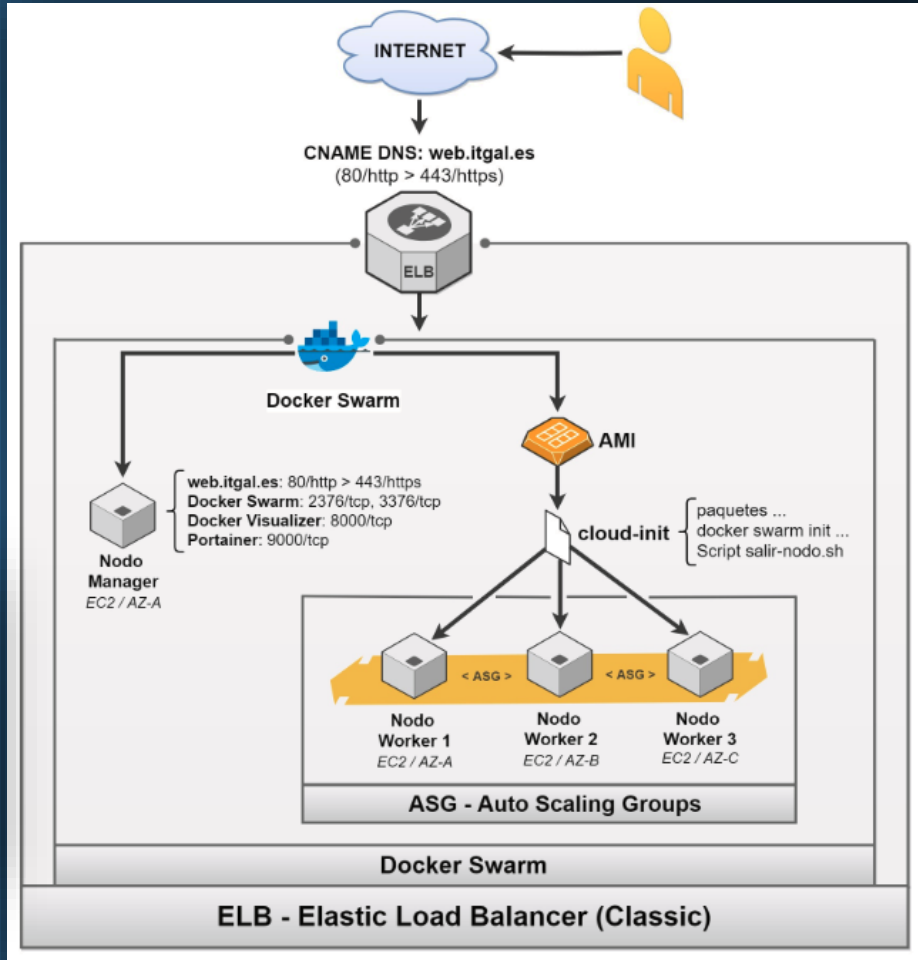 INTERNET
CNAME DNS: web.itgal.es
(80/http > 443/https)
ELB
Docker Swarm
AMI
web.itgal.es: 80/http > 443/https
Docker Swarm: 2376/tcp, 3376/tcp
Docker Visualizer: 8000/tcp
Portainer: 9000/tcp
Nodo
Manager
EC2 / AZ-A
cloud-init
paquetes ...
docker swarm init ...
Script salir-nodo.sh
< ASG >
< ASG >
Nodo
Worker 1
EC2 / AZ-A
Nodo
Worker 2
EC2 / AZ-B
Nodo
Worker 3
EC2 / AZ-C
ASG - Auto Scaling Groups
Docker Swarm
ELB - Elastic Load Balancer (Classic)